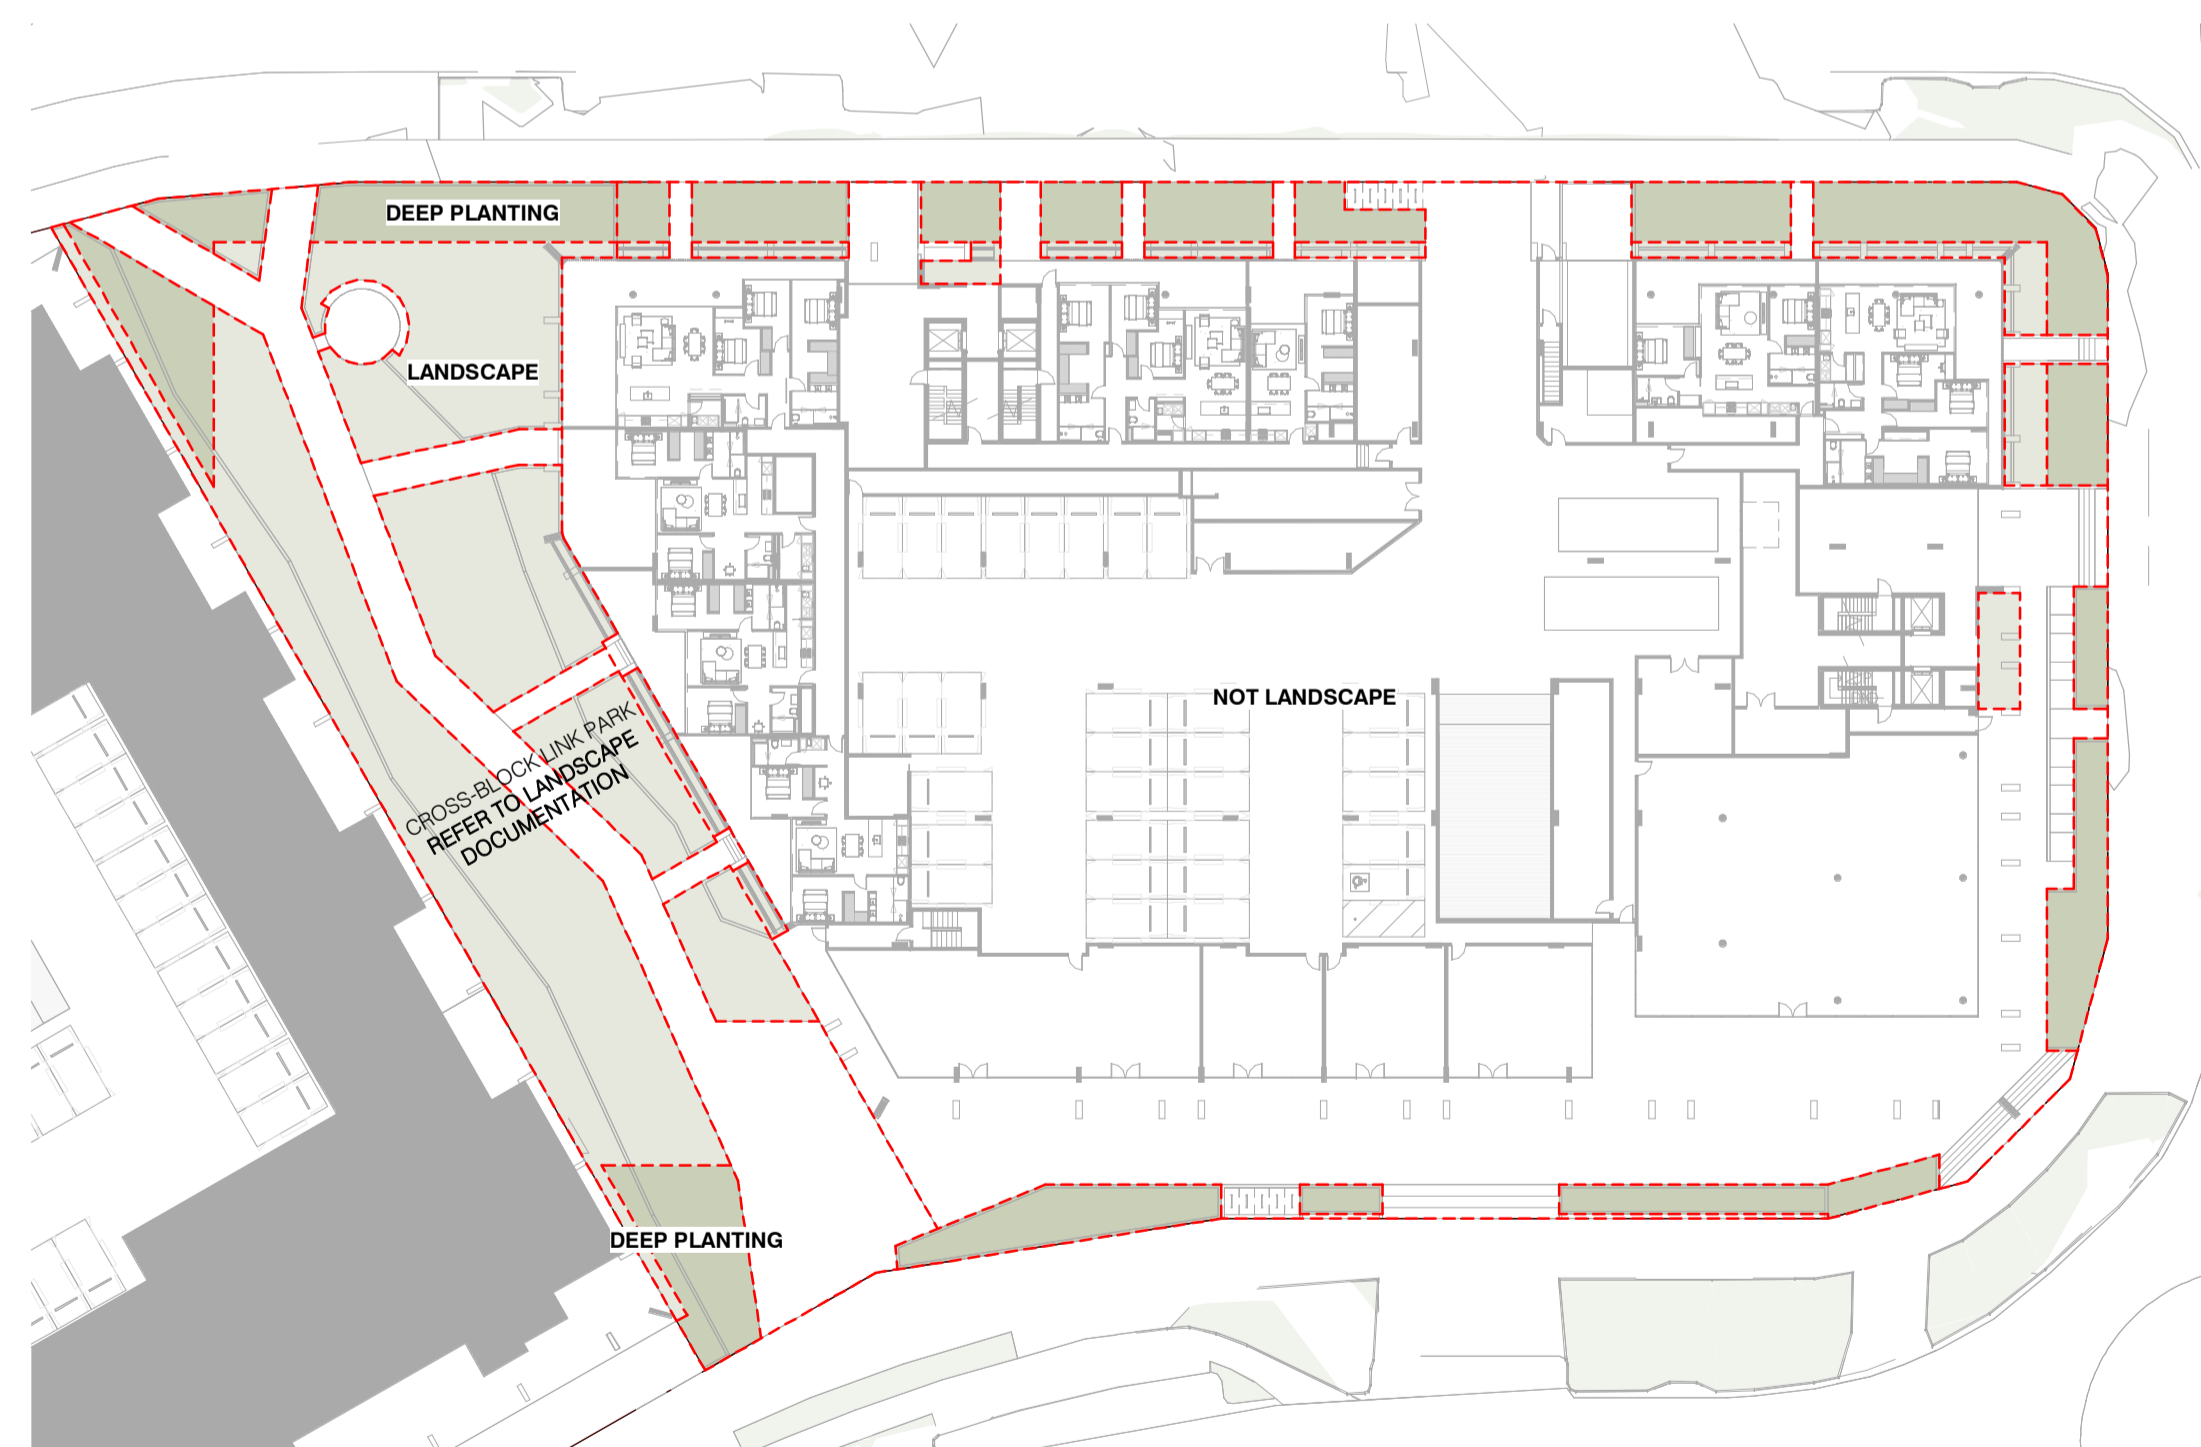 DEEP PLANTING
LANDSCAPE
NOT LANDSCAPE
CROSS-BLOCK LINK PARK
REFER TO LANDSCAPE
DOCUMENTATION
DEEP PLANTING